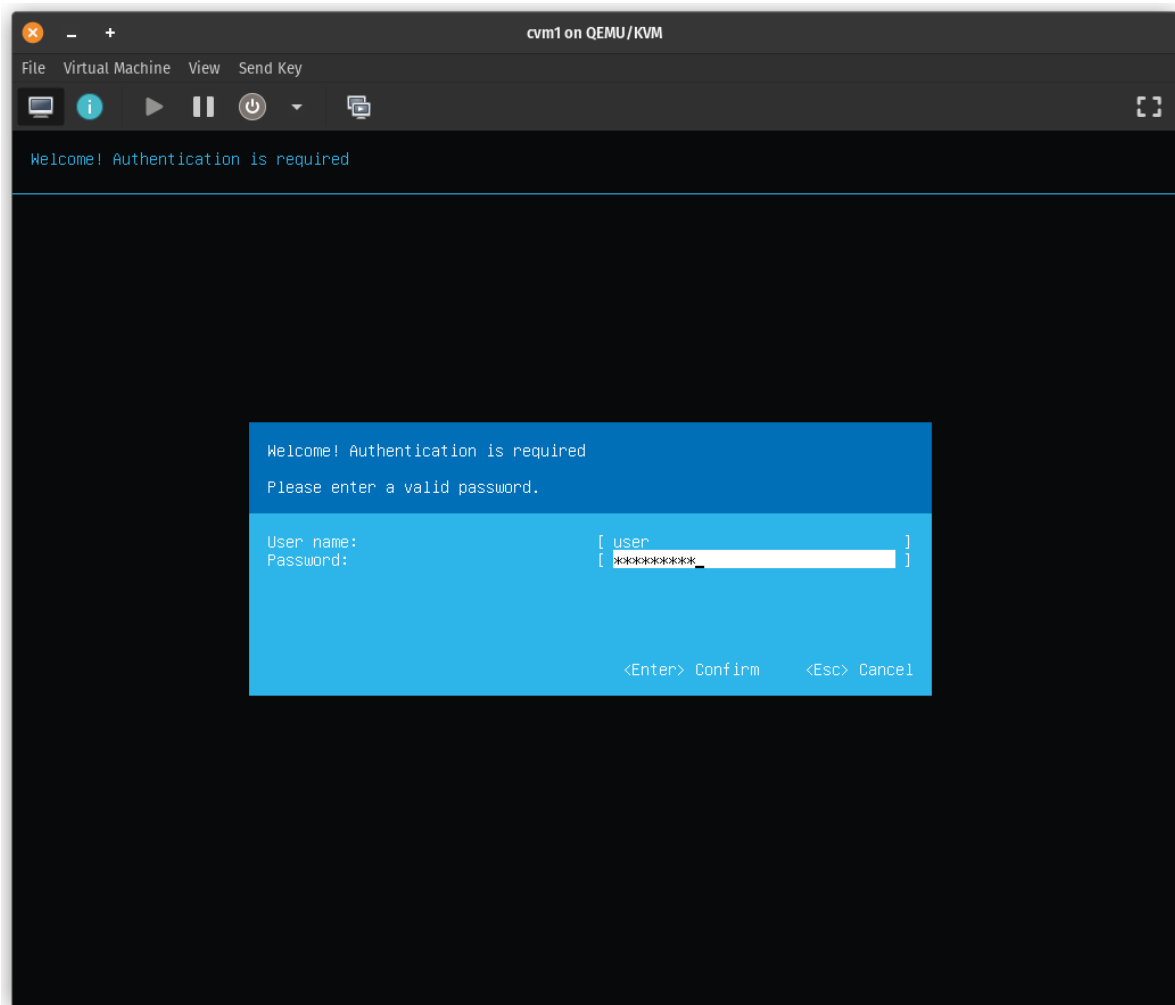 cvm1 on QEMU/KVM
File Virtual Machine View Send Key
Welcome! Authentication is required
Welcome! Authentication is required
Please enter a valid password.
User name: [ user ]
Password: [ *********_ ]
<Enter> Confirm <Esc> Cancel